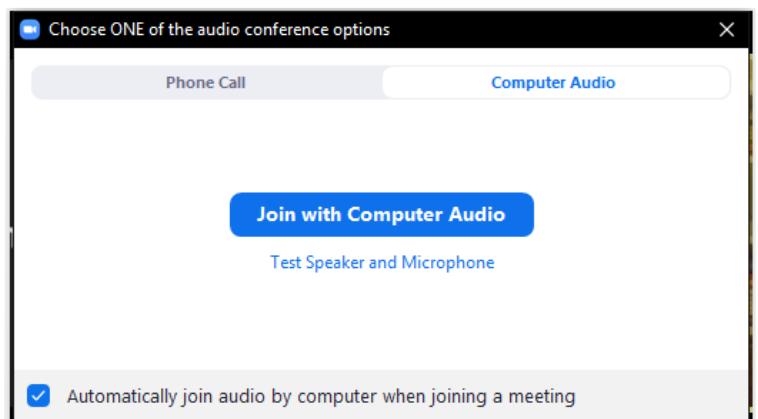 Choose ONE of the audio conference options
Phone Call
Computer Audio
Join with Computer Audio
Test Speaker and Microphone
Automatically join audio by computer when joining a meeting